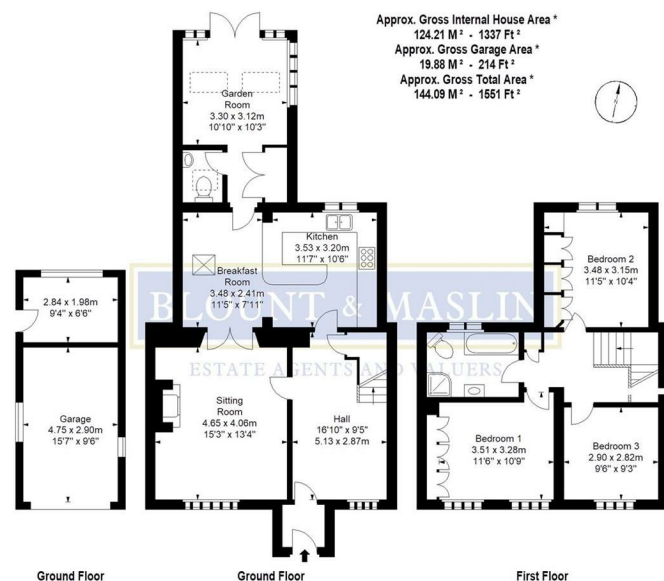 Approx. Gross Internal House Area *
124.21 M² - 1337 Ft²
Approx. Gross Garage Area *
19.88 M² - 214 Ft²
Approx. Gross Total Area *
144.09 M² - 1551 Ft²
Garden
Room
3.30 x 3.12m
10'10" x 10'3"
Kitchen
3.53 x 3.20m
11'7" x 10'6"
Breakfast
Room
3.48 x 2.41m
11'5" x 7'11"
Bedroom 2
3.48 x 3.15m
11'5" x 10'4"
2.84 x 1.98m
9'4" x 6'6"
BLOUNT & MASLIN
ESTATE AGENTS AND VALUERS
Sitting
Room
4.65 x 4.06m
15'3" x 13'4"
Hall
16'10" x 9'5"
5.13 x 2.87m
Garage
4.75 x 2.90m
15'7" x 9'6"
Bedroom 1
3.51 x 3.28m
11'6" x 10'9"
Bedroom 3
2.90 x 2.82m
9'6" x 9'3"
Ground Floor
Ground Floor
First Floor